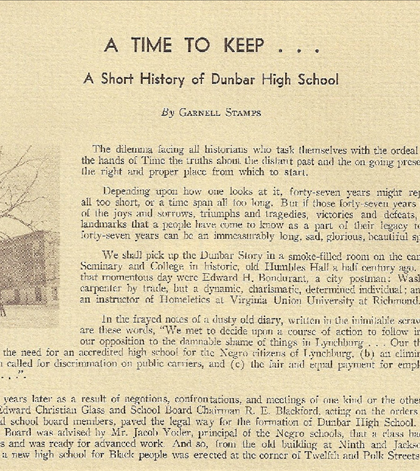 A TIME TO KEEP . . .
A Short History of Dunbar High School
By GARNELL STAMPS
The dilemma facing all historians who task themselves with the ordeal
the hands of Time the truths about the distant past and the on going prese
the right and proper place from which to start.
Depending upon how one looks at it, forty-seven years might rep
all too short, or a time span all too long. But if those forty-seven years
of the joys and sorrows, triumphs and tragedies, victories and defeats,
landmarks that a people have come to know as a part of their legacy to
forty-seven years can be an immeasurably long, sad, glorious, beautiful s
We shall pick up the Dunbar Story in a smoke-filled room on the can
Seminary and College in historic, old Humbles Hall a half century ago.
that momentous day were Edward H. Bondurant, a city postman; Wash
carpenter by trade, but a dynamic, charismatic, determined individual; an
an instructor of Homeletics at Virginia Union University at Richmond.
In the frayed notes of a dusty old diary, written in the inimitable scraw
are these words, “We met to decide upon a course of action to follow in
our opposition to the damnable shame of things in Lynchburg . . . Our th
the need for an accredited high school for the Negro citizens of Lynchburg, (b) an elimin
called for discrimination on public carriers, and (c) the fair and equal payment for empl
. . .”
years later as a result of negotions, confrontations, and meetings of one kind or the othe
Edward Christian Glass and School Board Chairman R. E. Blackford, acting on the orders
l school board members, paved the legal way for the formation of Dunbar High School.
Board was advised by Mr. Jacob Yoder, principal of the Negro schools, that a class ha
s and was ready for advanced work. And so, from the old building at Ninth and Jackso
a new high school for Black people was erected at the corner of Twelfth and Polk Streets